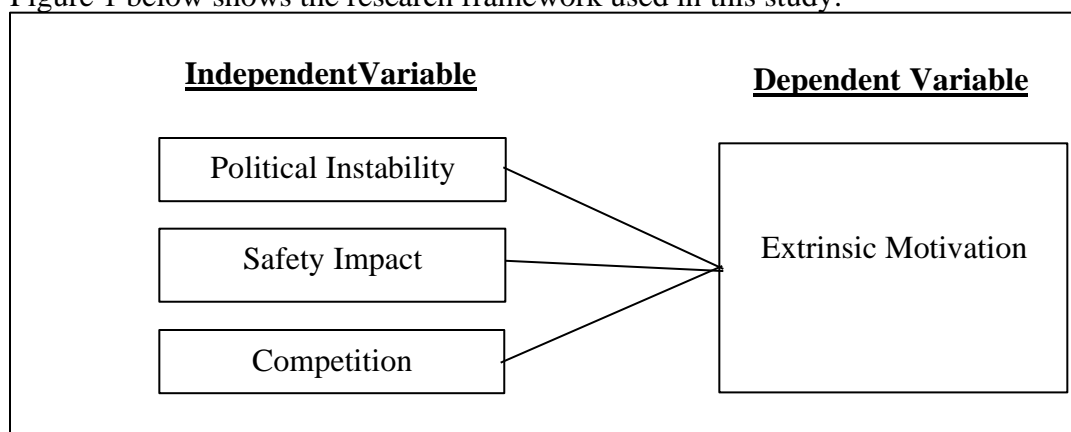 Figure 1 below shows the research framework used in this study.
IndependentVariable
Dependent Variable
Political Instability
Safety Impact
Competition
Extrinsic Motivation